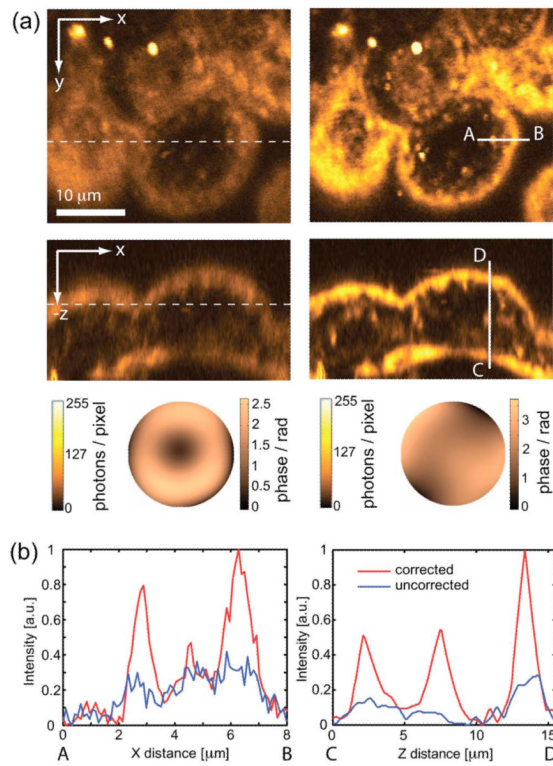 (a)
x
y
10 µm
A
B
x
-z
D
C
255
127
0
photons / pixel
2.5
2
1.5
1
0.5
0
phase / rad
255
127
0
photons / pixel
3
2
1
0
phase / rad
(b)
1
0.8
0.6
0.4
0.2
0
Intensity [a.u.]
0 2 4 6 8
A X distance [µm] B
1
0.8
0.6
0.4
0.2
0
Intensity [a.u.]
corrected
uncorrected
0 5 10 15
C Z distance [µm] D